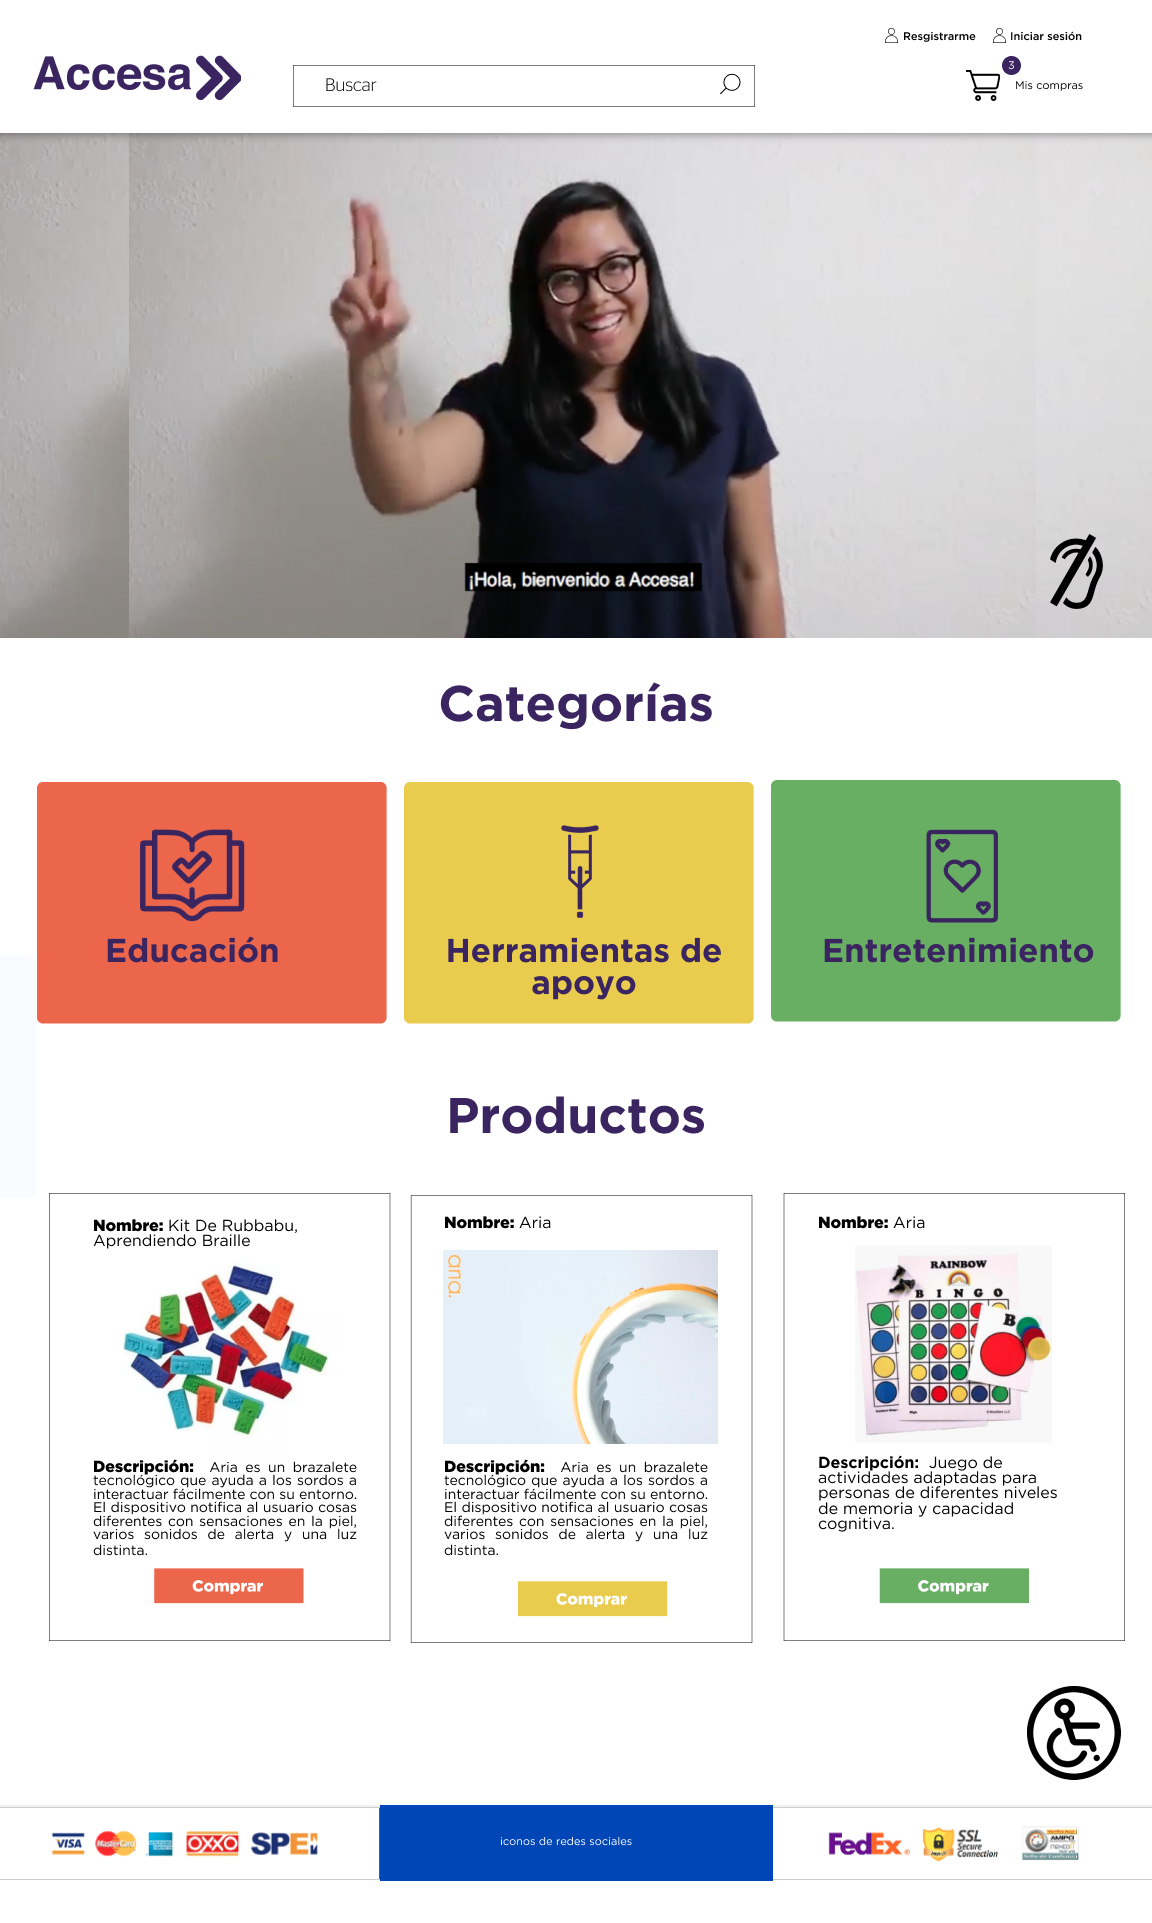 Resgistrarme
Iniciar sesión
Accesa
Buscar
3
Mis compras
¡Hola, bienvenido a Accesa!
Categorías
Educación
Herramientas de
apoyo
Entretenimiento
Productos
Nombre: Kit De Rubbabu,
Aprendiendo Braille
Descripción: Aria es un brazalete
tecnológico que ayuda a los sordos a
interactuar fácilmente con su entorno.
El dispositivo notifica al usuario cosas
diferentes con sensaciones en la piel,
varios sonidos de alerta y una luz
distinta.
Comprar
Nombre: Aria
ana.
Descripción: Aria es un brazalete
tecnológico que ayuda a los sordos a
interactuar fácilmente con su entorno.
El dispositivo notifica al usuario cosas
diferentes con sensaciones en la piel,
varios sonidos de alerta y una luz
distinta.
Comprar
Nombre: Aria
RAINBOW
BINGO
B
Descripción: Juego de
actividades adaptadas para
personas de diferentes niveles
de memoria y capacidad
cognitiva.
Comprar
VISA
MasterCard
OXXO
SPEI
iconos de redes sociales
FedEx
SSL
Secure
Connection
AMIPCI